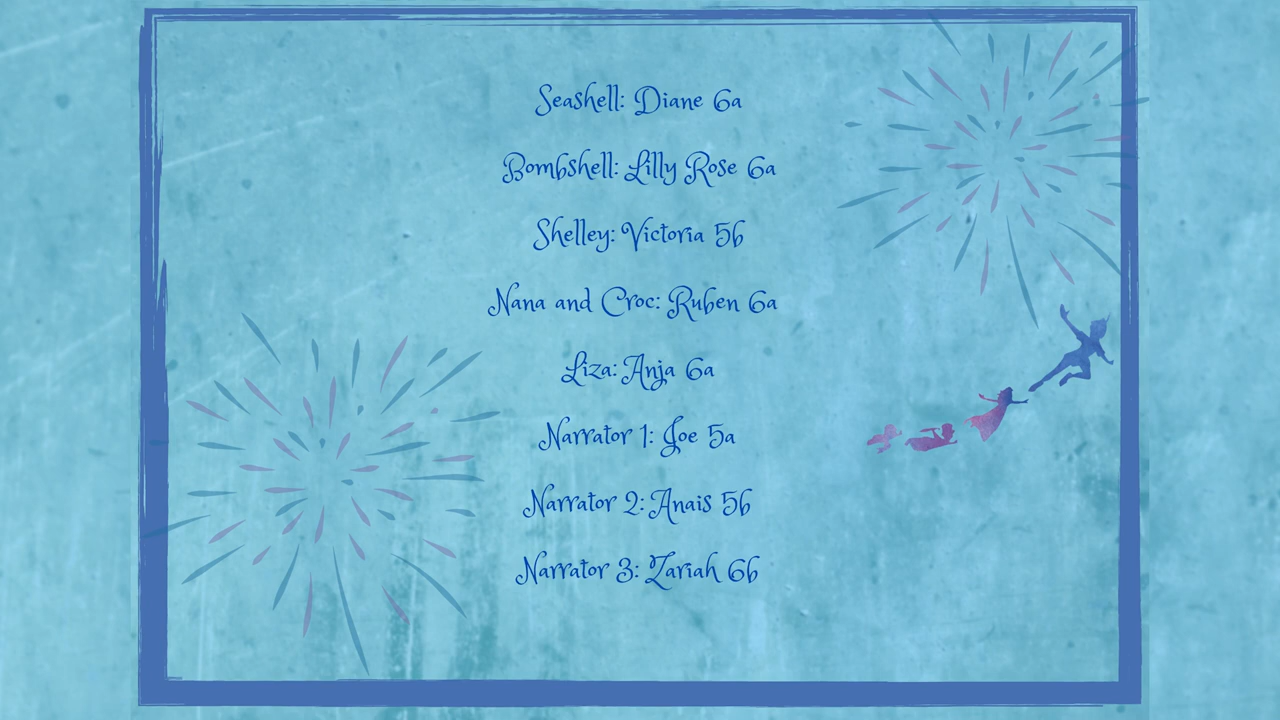 Seashell: Diane 6a
Bombshell: Lilly Rose 6a
Shelley: Victoria 5b
Nana and Croc: Ruben 6a
Liza: Anja 6a
Narrator 1: Joe 5a
Narrator 2: Anais 5b
Narrator 3: Zariah 6b